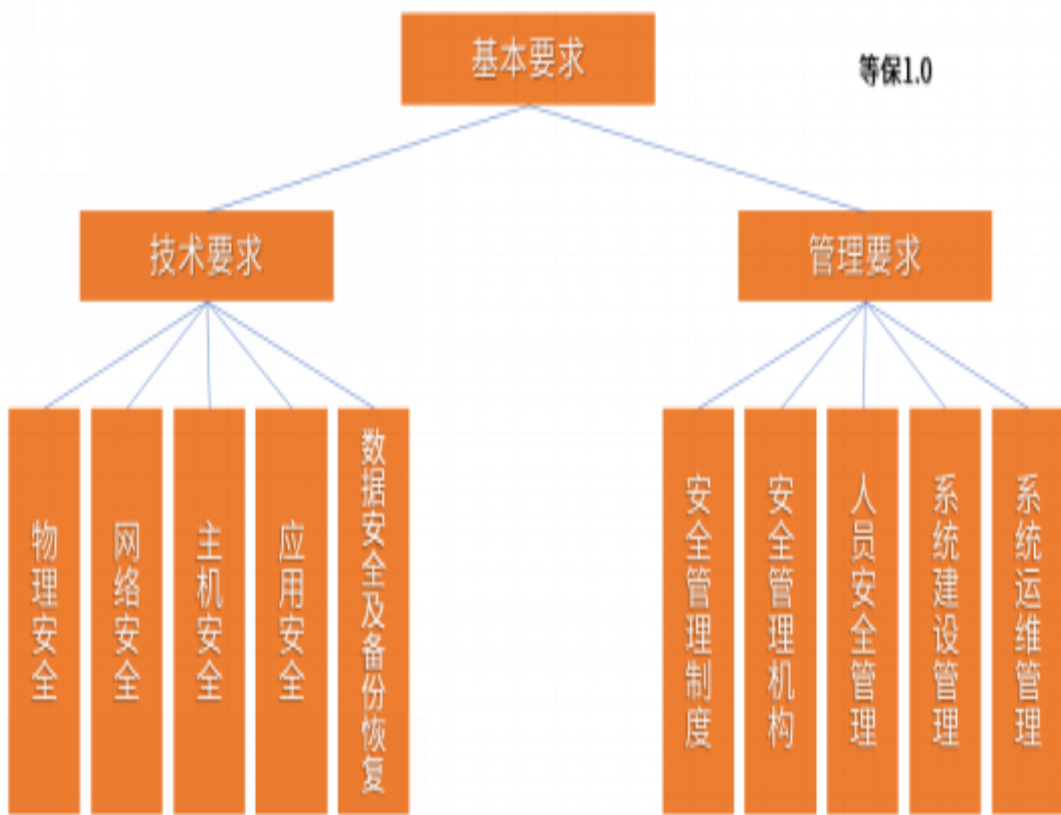 基本要求
等保1.0
技术要求
管理要求
物理安全
网络安全
主机安全
应用安全
数据安全及备份恢复
安全管理制度
安全管理机构
人员安全管理
系统建设管理
系统运维管理